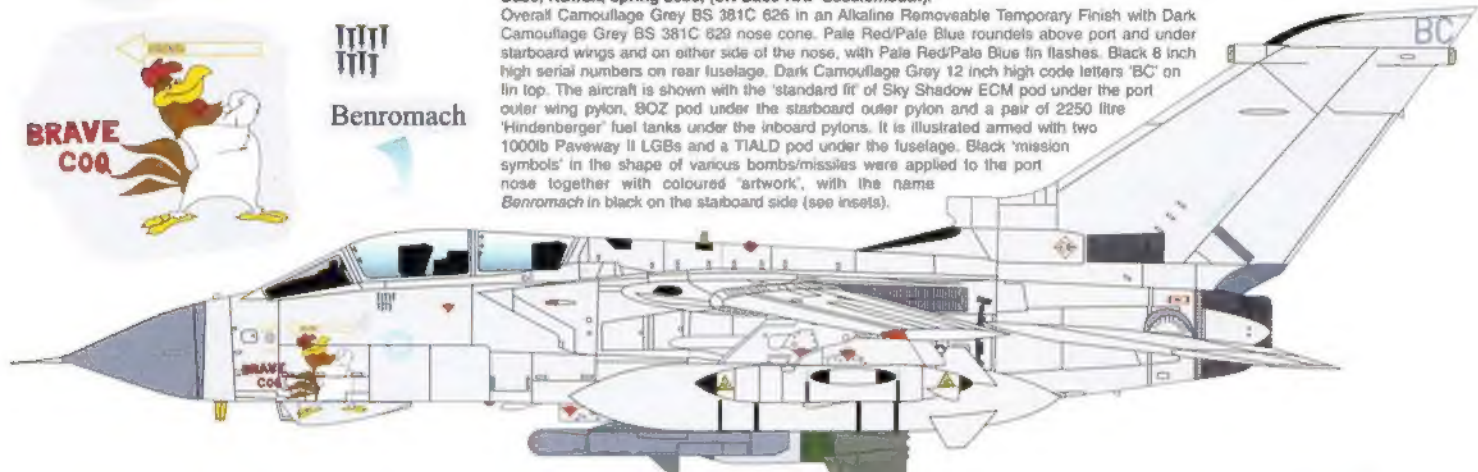 Overall Camouflage Grey BS 381C 626 in an Alkaline Removeable Temporary Finish with Dark
Camouflage Grey BS 381C 629 nose cone. Pale Red/Pale Blue roundels above port and under
starboard wings and on either side of the nose, with Pale Red/Pale Blue fin flashes. Black 8 inch
high serial numbers on rear fuselage. Dark Camouflage Grey 12 inch high code letters 'BC' on
fin top. The aircraft is shown with the 'standard fit' of Sky Shadow ECM pod under the port
outer wing pylon, BOZ pod under the starboard outer pylon and a pair of 2250 litre
'Hindenberger' fuel tanks under the inboard pylons. It is illustrated armed with two
1000lb Paveway II LGBs and a TIALD pod under the fuselage. Black 'mission
symbols' in the shape of various bombs/missiles were applied to the port
nose together with coloured 'artwork', with the name
Benromach in black on the starboard side (see insets).
BRAVE
COQ
Benromach
BC
BRAVE
COQ